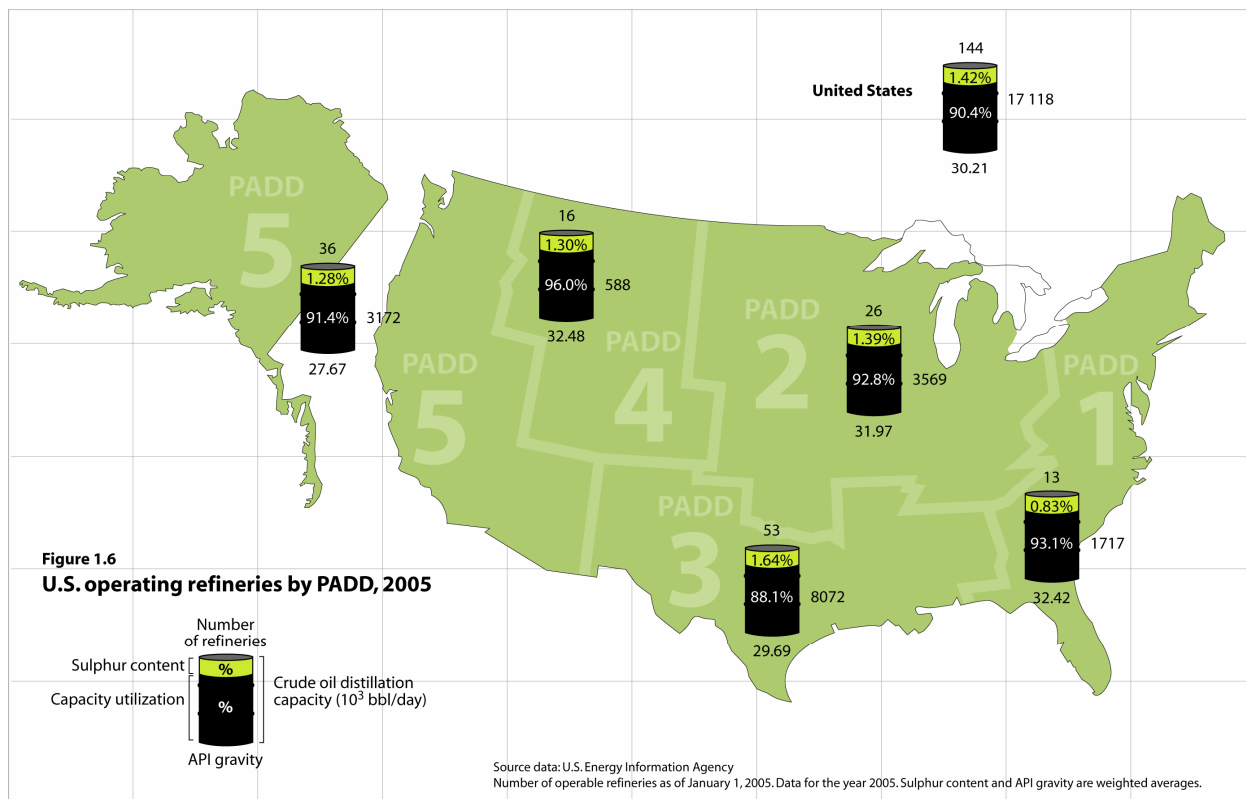 144
1.42%
United States
90.4%
17 118
30.21
PADD
5
36
1.28%
91.4%
3172
27.67
16
1.30%
96.0%
588
32.48
PADD
4
PADD
5
PADD
2
26
1.39%
92.8%
3569
31.97
PADD
1
13
0.83%
93.1%
1717
32.42
PADD
3
53
1.64%
88.1%
8072
29.69
Figure 1.6
U.S. operating refineries by PADD, 2005
Number
of refineries
Sulphur content
%
Capacity utilization
%
Crude oil distillation
capacity (10³ bbl/day)
API gravity
Source data: U.S. Energy Information Agency
Number of operable refineries as of January 1, 2005. Data for the year 2005. Sulphur content and API gravity are weighted averages.